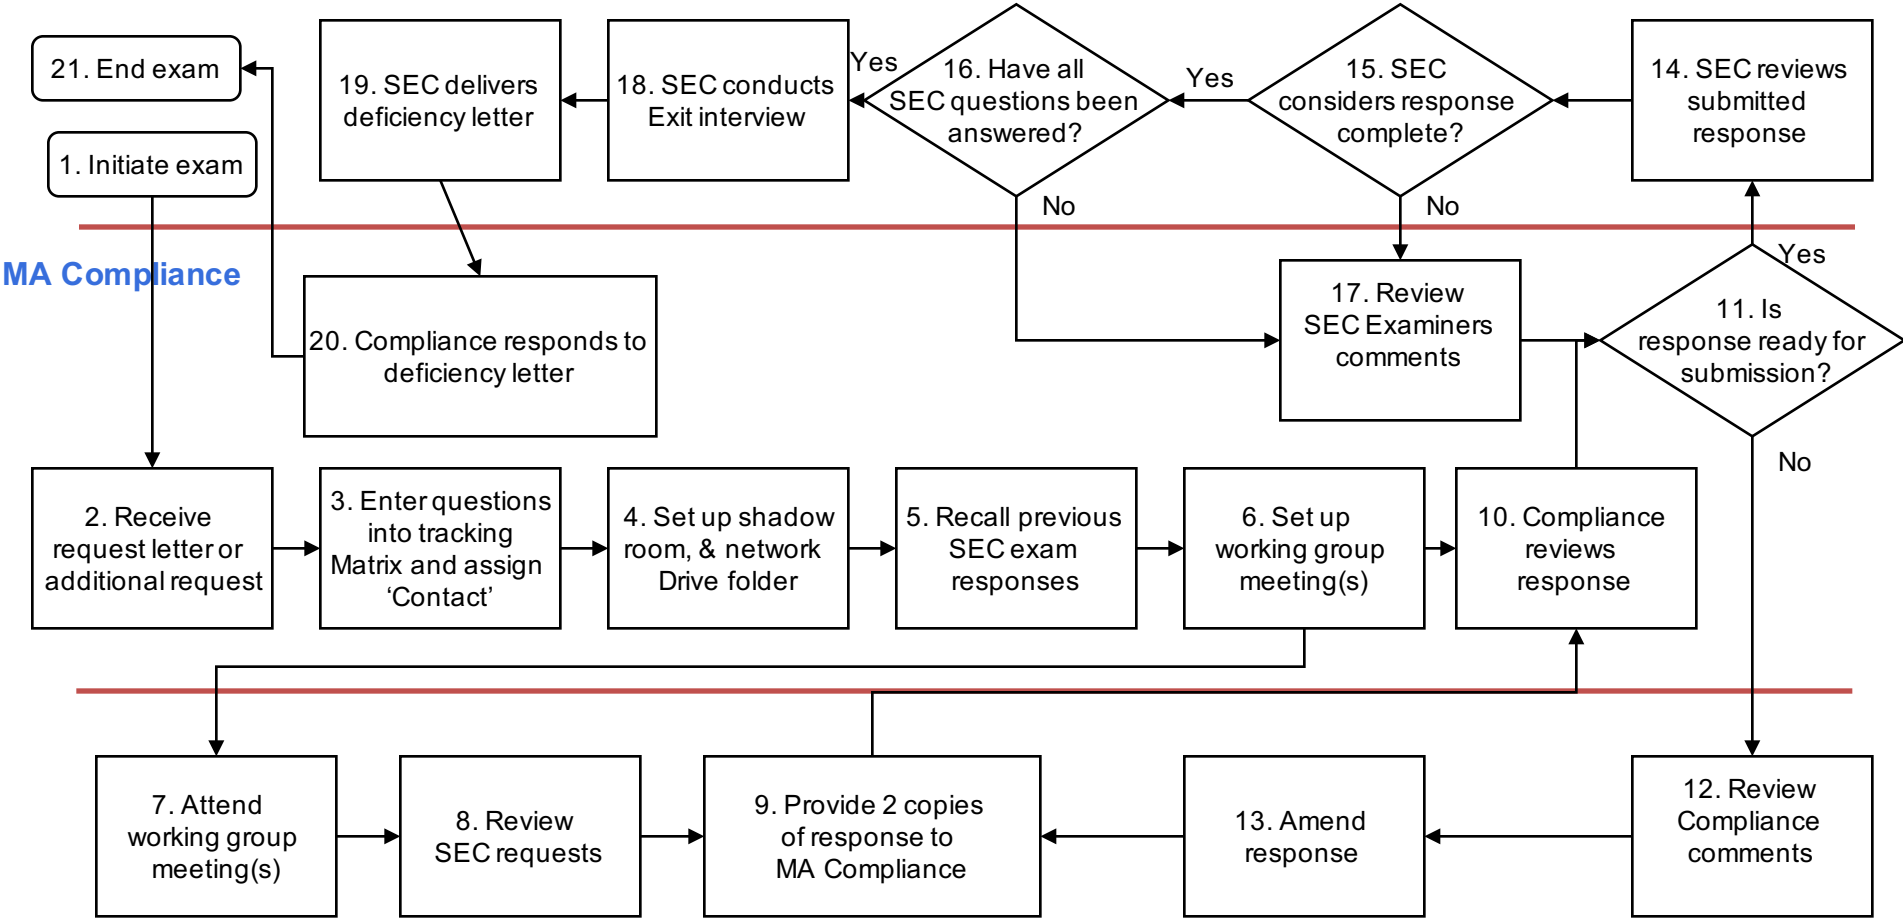 21. End exam
1. Initiate exam
19. SEC delivers
deficiency letter
18. SEC conducts
Exit interview
Yes
16. Have all
SEC questions been
answered?
No
Yes
15. SEC
considers response
complete?
No
14. SEC reviews
submitted
response
MA Compliance
20. Compliance responds to
deficiency letter
17. Review
SEC Examiners
comments
Yes
11. Is
response ready for
submission?
No
2. Receive
request letter or
additional request
3. Enter questions
into tracking
Matrix and assign
‘Contact’
4. Set up shadow
room, & network
Drive folder
5. Recall previous
SEC exam
responses
6. Set up
working group
meeting(s)
10. Compliance
reviews
response
7. Attend
working group
meeting(s)
8. Review
SEC requests
9. Provide 2 copies
of response to
MA Compliance
13. Amend
response
12. Review
Compliance
comments